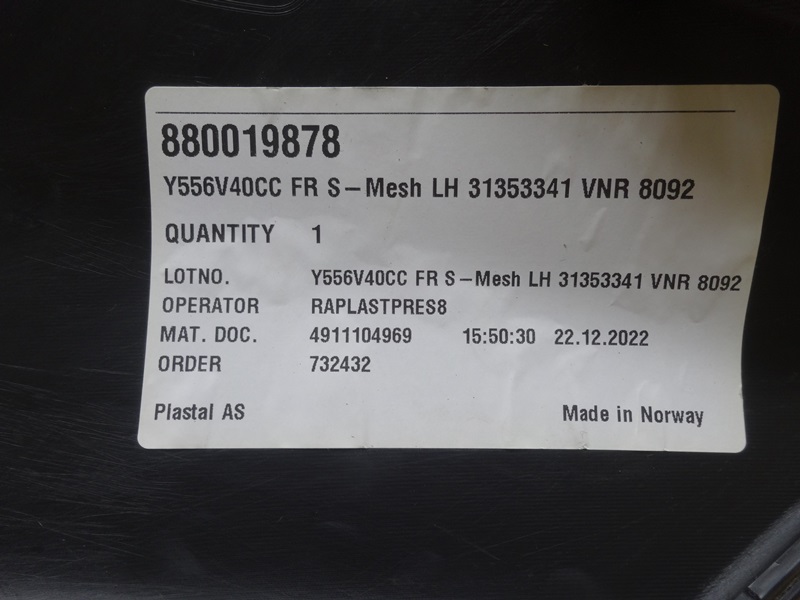 880019878
Y556V40CC FR S-Mesh LH 31353341 VNR 8092
QUANTITY 1
LOTNO. Y556V40CC FR S-Mesh LH 31353341 VNR 8092
OPERATOR RAPLASTPRES8
MAT. DOC. 4911104969 15:50:30 22.12.2022
ORDER 732432
Plastal AS Made in Norway